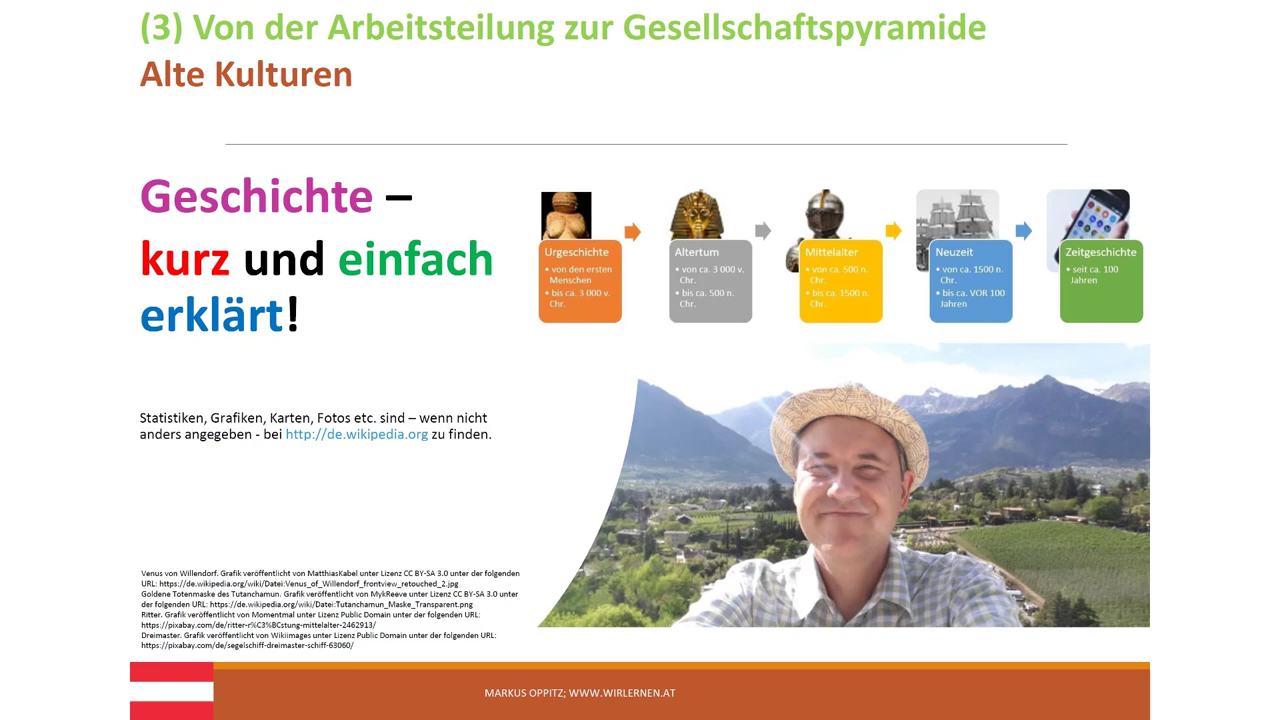 (3) Von der Arbeitsteilung zur Gesellschaftspyramide
Alte Kulturen
Geschichte –
kurz und einfach
erklärt!
Urgeschichte
• von den ersten
Menschen
• bis ca. 3 000 v.
Chr.
Altertum
• von ca. 3 000 v.
Chr.
• bis ca. 500 n.
Chr.
Mittelalter
• von ca. 500 n.
Chr.
• bis ca. 1500 n.
Chr.
Neuzeit
• von ca. 1500 n.
Chr.
• bis ca. VOR 100
Jahren
Zeitgeschichte
• seit ca. 100
Jahren
Statistiken, Grafiken, Karten, Fotos etc. sind – wenn nicht
anders angegeben - bei http://de.wikipedia.org zu finden.
Venus von Willendorf. Grafik veröffentlicht von MatthiasKabel unter Lizenz CC BY-SA 3.0 unter der folgenden
URL: https://de.wikipedia.org/wiki/Datei:Venus_of_Willendorf_frontview_retouched_2.jpg
Goldene Totenmaske des Tutanchamun. Grafik veröffentlicht von MykReeve unter Lizenz CC BY-SA 3.0 unter
der folgenden URL: https://de.wikipedia.org/wiki/Datei:Tutanchamun_Maske_Transparent.png
Ritter. Grafik veröffentlicht von Momentmal unter Lizenz Public Domain unter der folgenden URL:
https://pixabay.com/de/ritter-r%C3%BCstung-mittelalter-2462913/
Dreimaster. Grafik veröffentlicht von Wikiimages unter Lizenz Public Domain unter der folgenden URL:
https://pixabay.com/de/segelschiff-dreimaster-schiff-63060/
MARKUS OPPITZ; WWW.WIRLERNEN.AT